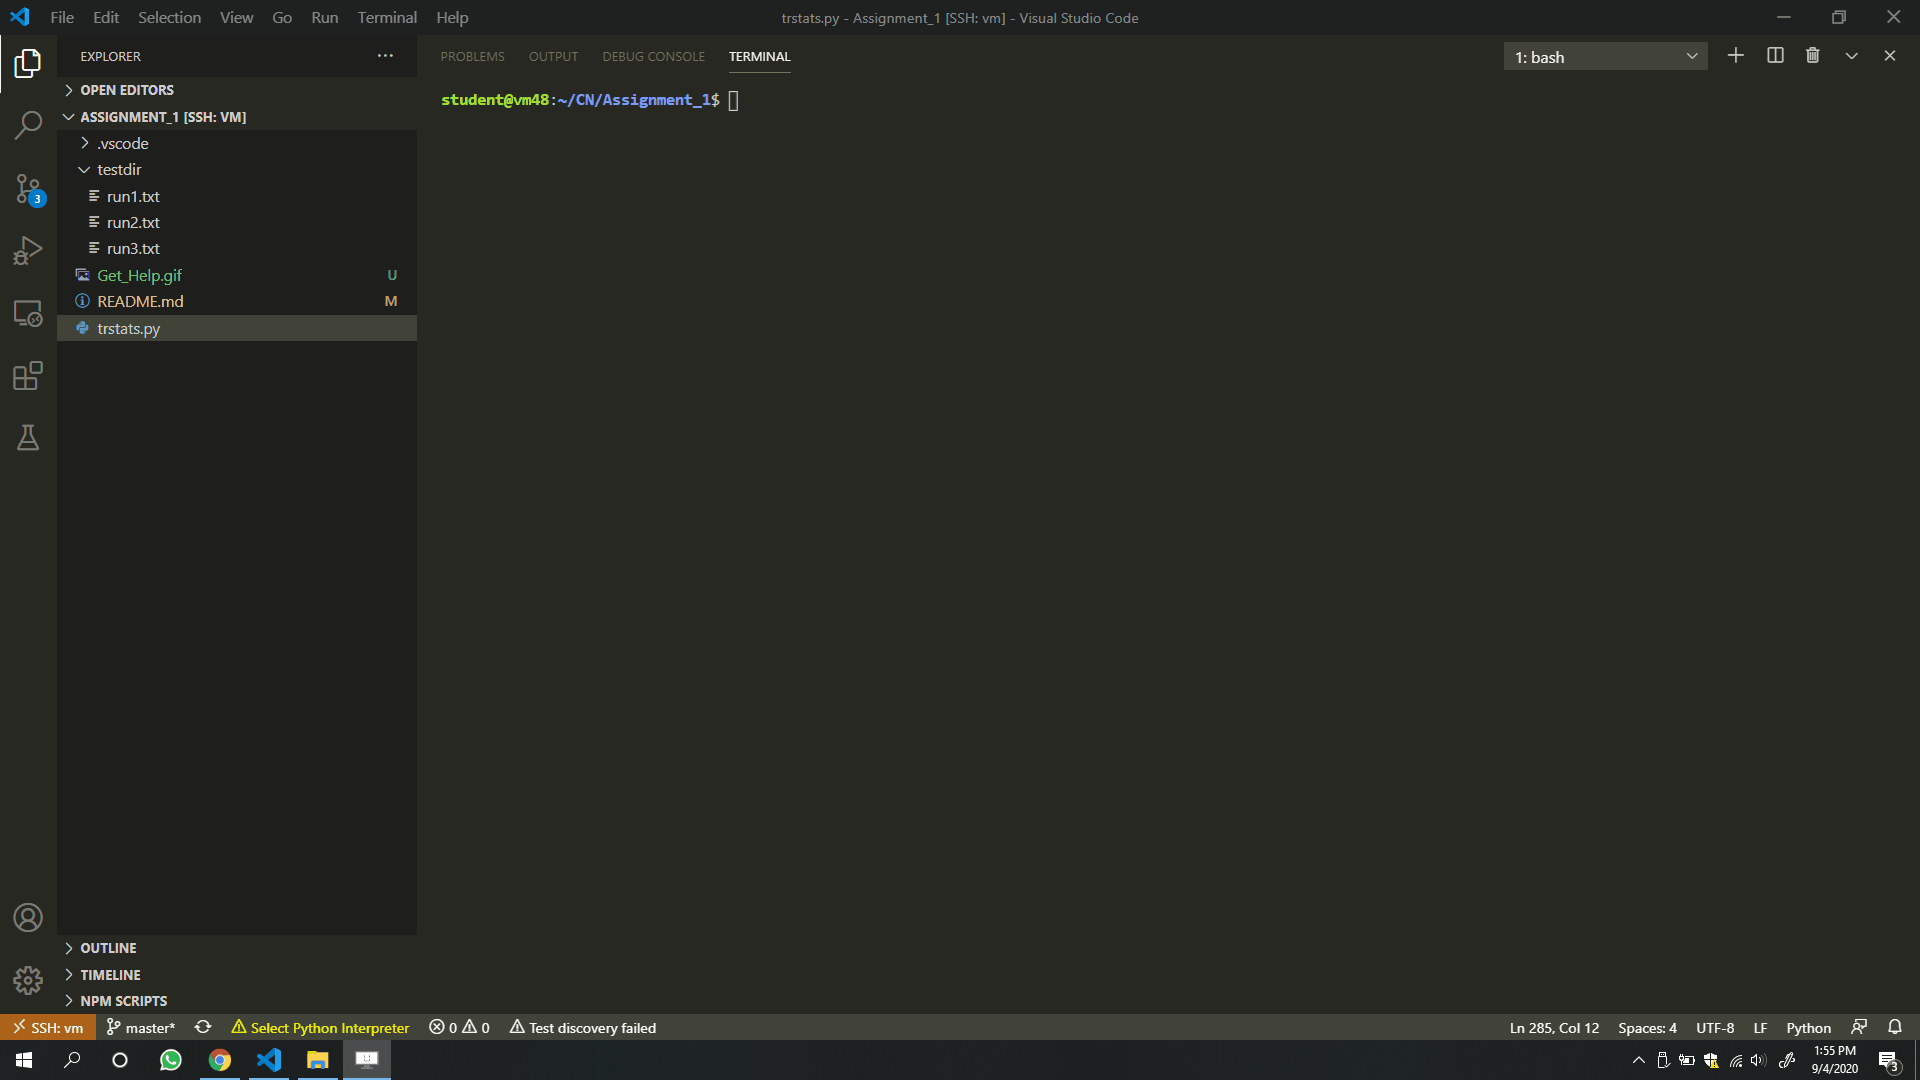 File Edit Selection View Go Run Terminal Help
trstats.py - Assignment_1 [SSH: vm] - Visual Studio Code
EXPLORER
PROBLEMS OUTPUT DEBUG CONSOLE TERMINAL
1: bash
OPEN EDITORS
ASSIGNMENT_1 [SSH: VM]
student@vm48:~/CN/Assignment_1$
.vscode
testdir
run1.txt
run2.txt
run3.txt
Get_Help.gif U
README.md M
trstats.py
3
OUTLINE
TIMELINE
NPM SCRIPTS
SSH: vm master* Select Python Interpreter 0 0 Test discovery failed
Ln 285, Col 12 Spaces: 4 UTF-8 LF Python
1:55 PM
9/4/2020
3